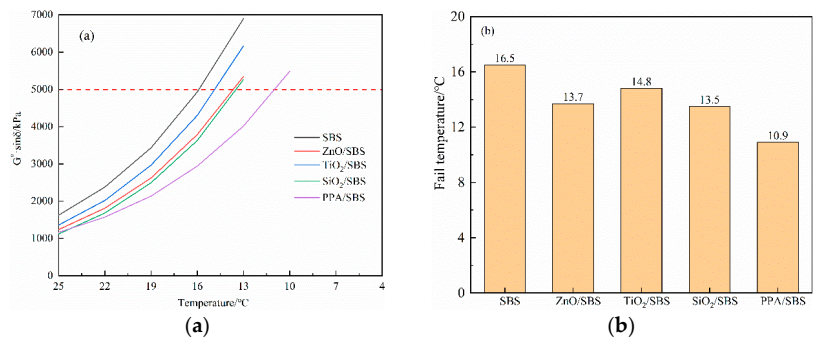 (a)
7000
6000
5000
4000
3000
2000
1000
0
G* sinδ/kPa
SBS
ZnO/SBS
TiO₂/SBS
SiO₂/SBS
PPA/SBS
25 22 19 16 13 10 7 4
Temperature/°C
(a)
(b)
20
16
12
8
4
0
Fail temperature/°C
16.5 13.7 14.8 13.5 10.9
SBS ZnO/SBS TiO₂/SBS SiO₂/SBS PPA/SBS
(b)